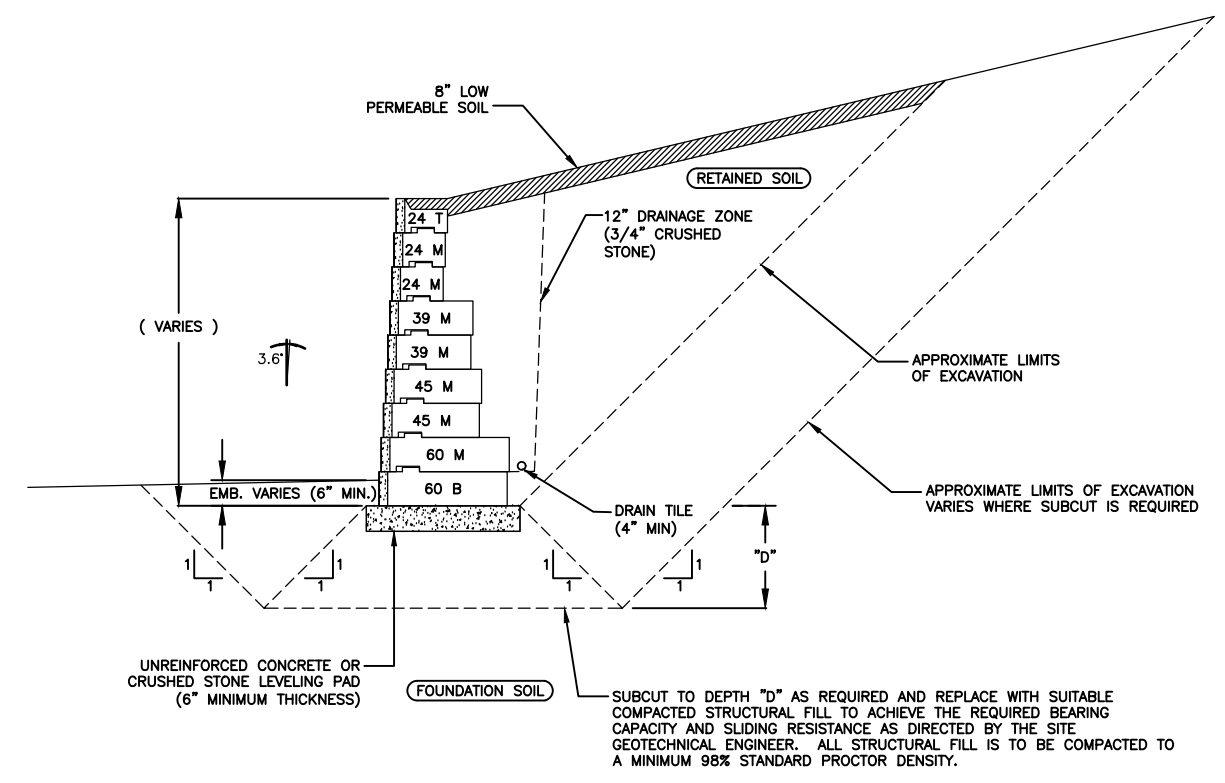 8" LOW
PERMEABLE SOIL
RETAINED SOIL
24 T
12" DRAINAGE ZONE
(3/4" CRUSHED
STONE)
24 M
24 M
39 M
( VARIES )
39 M
3.6°
APPROXIMATE LIMITS
OF EXCAVATION
45 M
45 M
60 M
EMB. VARIES (6" MIN.)
60 B
APPROXIMATE LIMITS OF EXCAVATION
VARIES WHERE SUBCUT IS REQUIRED
DRAIN TILE
(4" MIN)
"D"
1
1
1
1
1
1
1
1
UNREINFORCED CONCRETE OR
CRUSHED STONE LEVELING PAD
(6" MINIMUM THICKNESS)
FOUNDATION SOIL
SUBCUT TO DEPTH "D" AS REQUIRED AND REPLACE WITH SUITABLE
COMPACTED STRUCTURAL FILL TO ACHIEVE THE REQUIRED BEARING
CAPACITY AND SLIDING RESISTANCE AS DIRECTED BY THE SITE
GEOTECHNICAL ENGINEER. ALL STRUCTURAL FILL IS TO BE COMPACTED TO
A MINIMUM 98% STANDARD PROCTOR DENSITY.